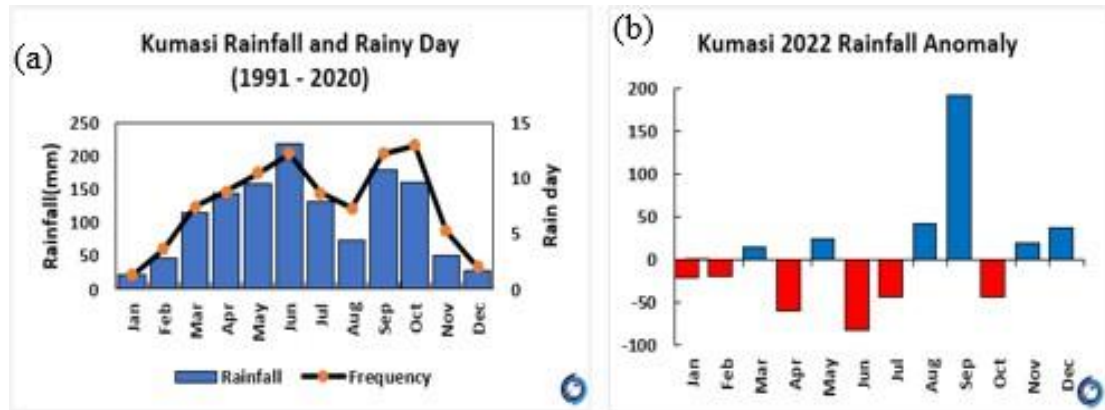 (a)
Kumasi Rainfall and Rainy Day
(1991 - 2020)
Rainfall(mm)
250
200
150
100
50
0
15
10
5
0
Rain day
Jan
Feb
Mar
Apr
May
Jun
Jul
Aug
Sep
Oct
Nov
Dec
Rainfall
Frequency
(b)
Kumasi 2022 Rainfall Anomaly
200
150
100
50
0
-50
-100
Jan
Feb
Mar
Apr
May
Jun
Jul
Aug
Sep
Oct
Nov
Dec